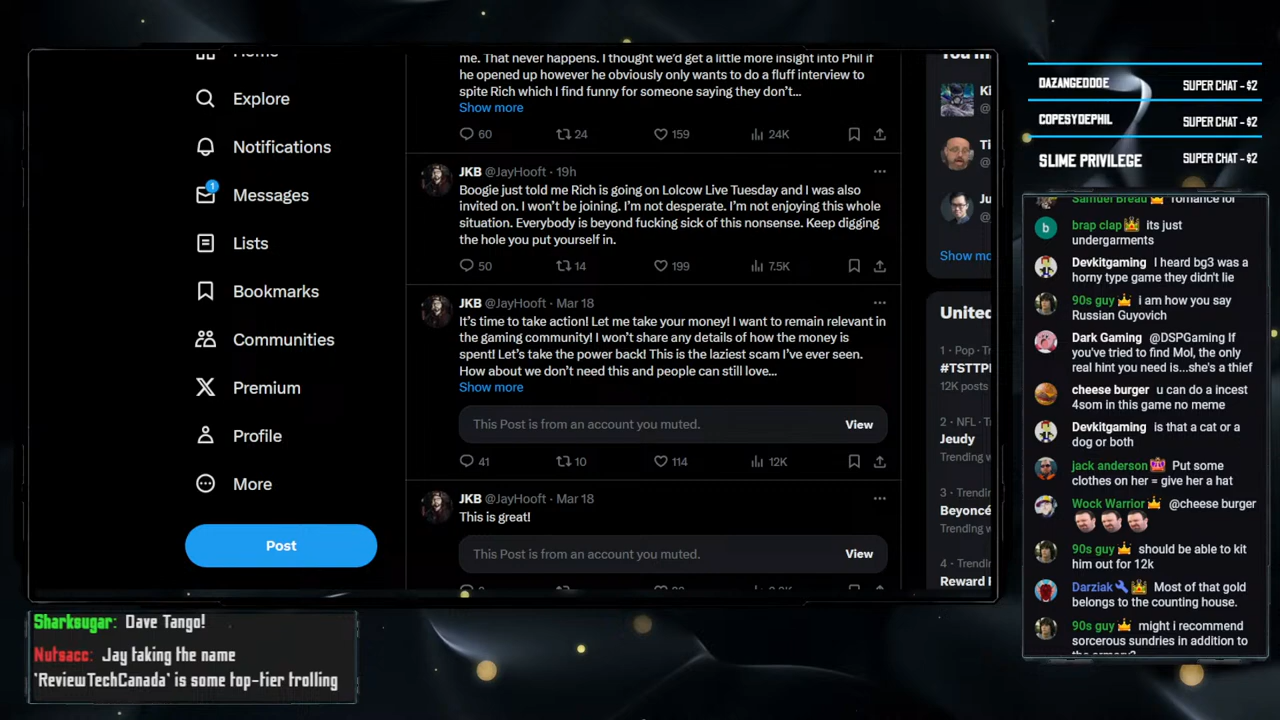 Home
Explore
Notifications
1
Messages
Lists
Bookmarks
Communities
Premium
Profile
More
Post
me. That never happens. I thought we'd get a little more insight into Phil if
he opened up however he obviously only wants to do a fluff interview to
spite Rich which I find funny for someone saying they don't...
Show more
60 24 159 24K
JKB @JayHooft · 19h
Boogie just told me Rich is going on Lolcow Live Tuesday and I was also
invited on. I won't be joining. I'm not desperate. I'm not enjoying this whole
situation. Everybody is beyond fucking sick of this nonsense. Keep digging
the hole you put yourself in.
50 14 199 7.5K
JKB @JayHooft · Mar 18
It's time to take action! Let me take your money! I want to remain relevant in
the gaming community! I won't share any details of how the money is
spent! Let's take the power back! This is the laziest scam I've ever seen.
How about we don't need this and people can still love...
Show more
This Post is from an account you muted. View
41 10 114 12K
JKB @JayHooft · Mar 18
This is great!
This Post is from an account you muted. View
Ki
@
Ti
@
Ju
@
Show mo
United
1 · Pop · Tr
#TSTTPI
12K posts
2 · NFL · T
Jeudy
Trending w
3 · Trendin
Beyoncé
Trending w
4 · Trendin
Reward F
DAZANGEDDOE SUPER CHAT - $2
COPESYDEPHIL SUPER CHAT - $2
SLIME PRIVILEGE SUPER CHAT - $2
Samuel Breau romance lol
brap clap its just
undergarments
Devkitgaming I heard bg3 was a
horny type game they didn't lie
90s guy i am how you say
Russian Guyovich
Dark Gaming @DSPGaming If
you've tried to find Mol, the only
real hint you need is...she's a thief
cheese burger u can do a incest
4som in this game no meme
Devkitgaming is that a cat or a
dog or both
jack anderson Put some
clothes on her = give her a hat
Wock Warrior @cheese burger
90s guy should be able to kit
him out for 12k
Darziak Most of that gold
belongs to the counting house.
90s guy might i recommend
sorcerous sundries in addition to
Sharksugar: Dave Tango!
Nutsacc: Jay taking the name
'ReviewTechCanada' is some top-tier trolling